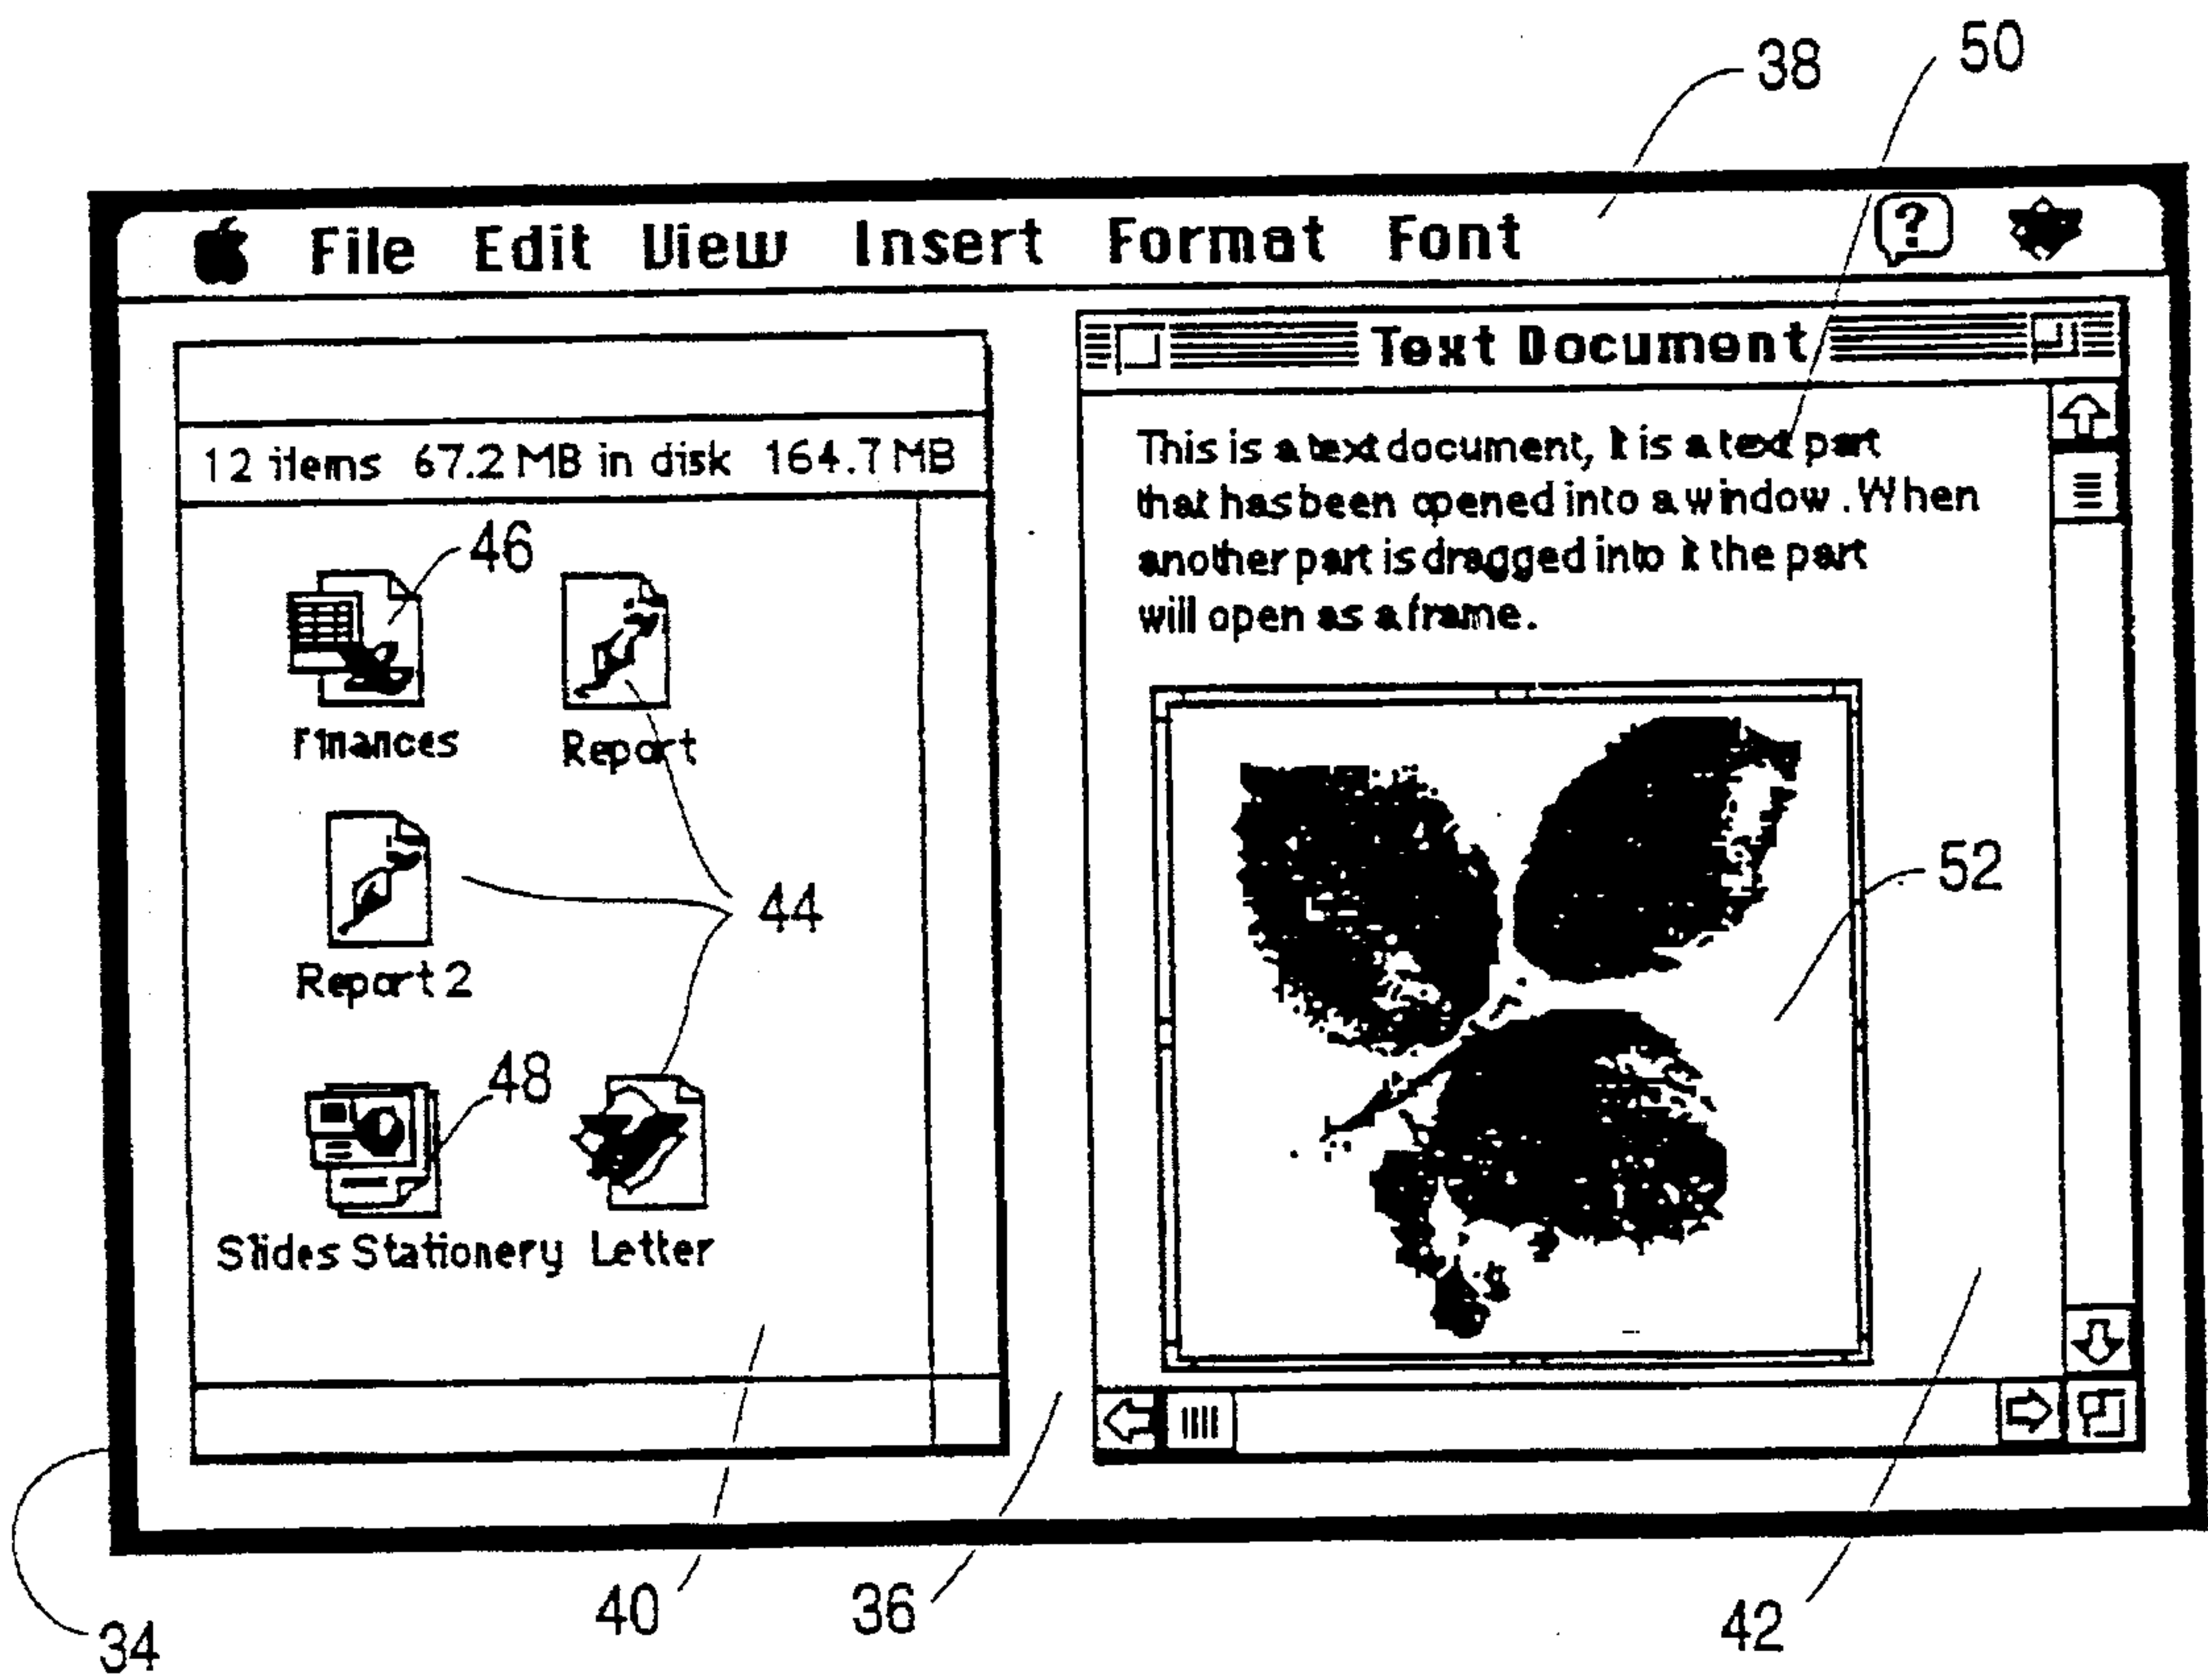 38
50
File Edit View Insert Format Font ?
Text Document
12 items 67.2 MB in disk 164.7 MB
This is a text document, it is a text part
that has been opened into a window. When
another part is dragged into it the part
will open as a frame.
46
Finances Report
44
Report 2
52
48
Slides Stationery Letter
34
40
36
42